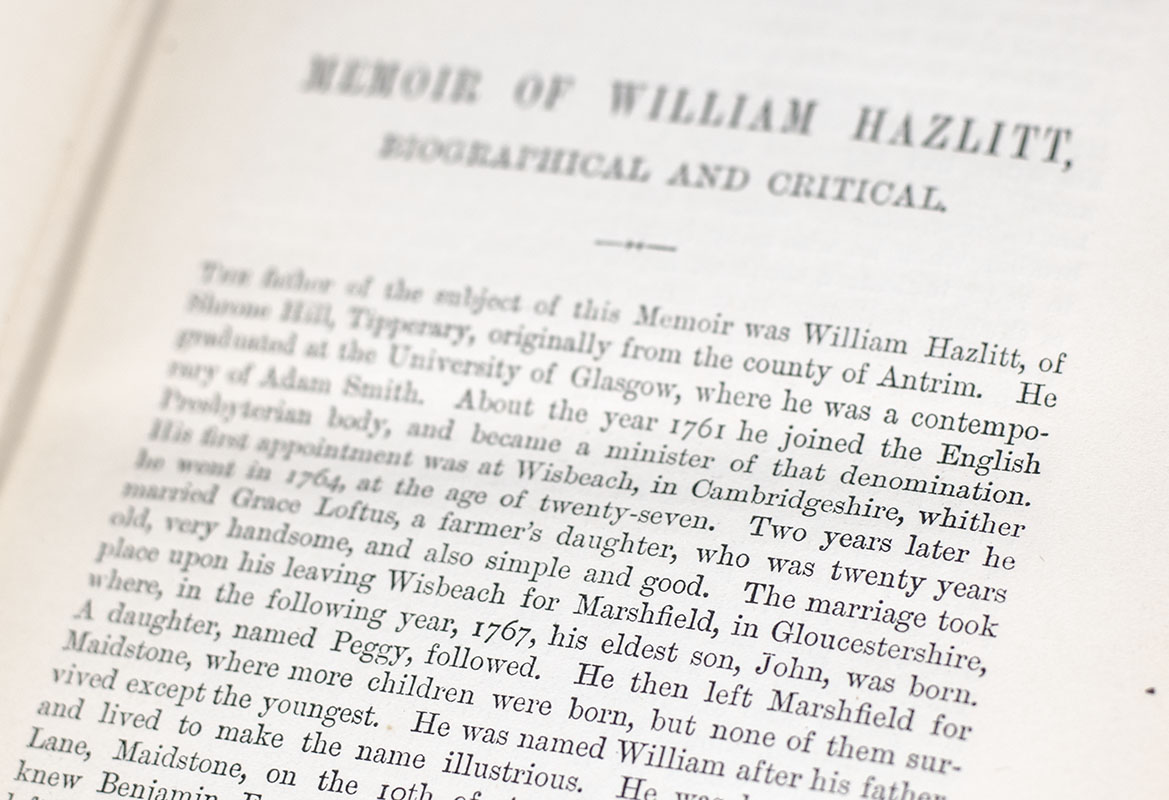 MEMOIR OF WILLIAM HAZLITT,
BIOGRAPHICAL AND CRITICAL.
THE father of the subject of this Memoir was William Hazlitt, of
Shrone Hill, Tipperary, originally from the county of Antrim. He
graduated at the University of Glasgow, where he was a contempo-
rary of Adam Smith. About the year 1761 he joined the English
Presbyterian body, and became a minister of that denomination.
His first appointment was at Wisbeach, in Cambridgeshire, whither
he went in 1764, at the age of twenty-seven. Two years later he
married Grace Loftus, a farmer's daughter, who was twenty years
old, very handsome, and also simple and good. The marriage took
place upon his leaving Wisbeach for Marshfield, in Gloucestershire,
where, in the following year, 1767, his eldest son, John, was born.
A daughter, named Peggy, followed. He then left Marshfield for
Maidstone, where more children were born, but none of them sur-
vived except the youngest. He was named William after his father
and lived to make the name illustrious. He was
Lane, Maidstone, on the 10th of
knew Benjamin